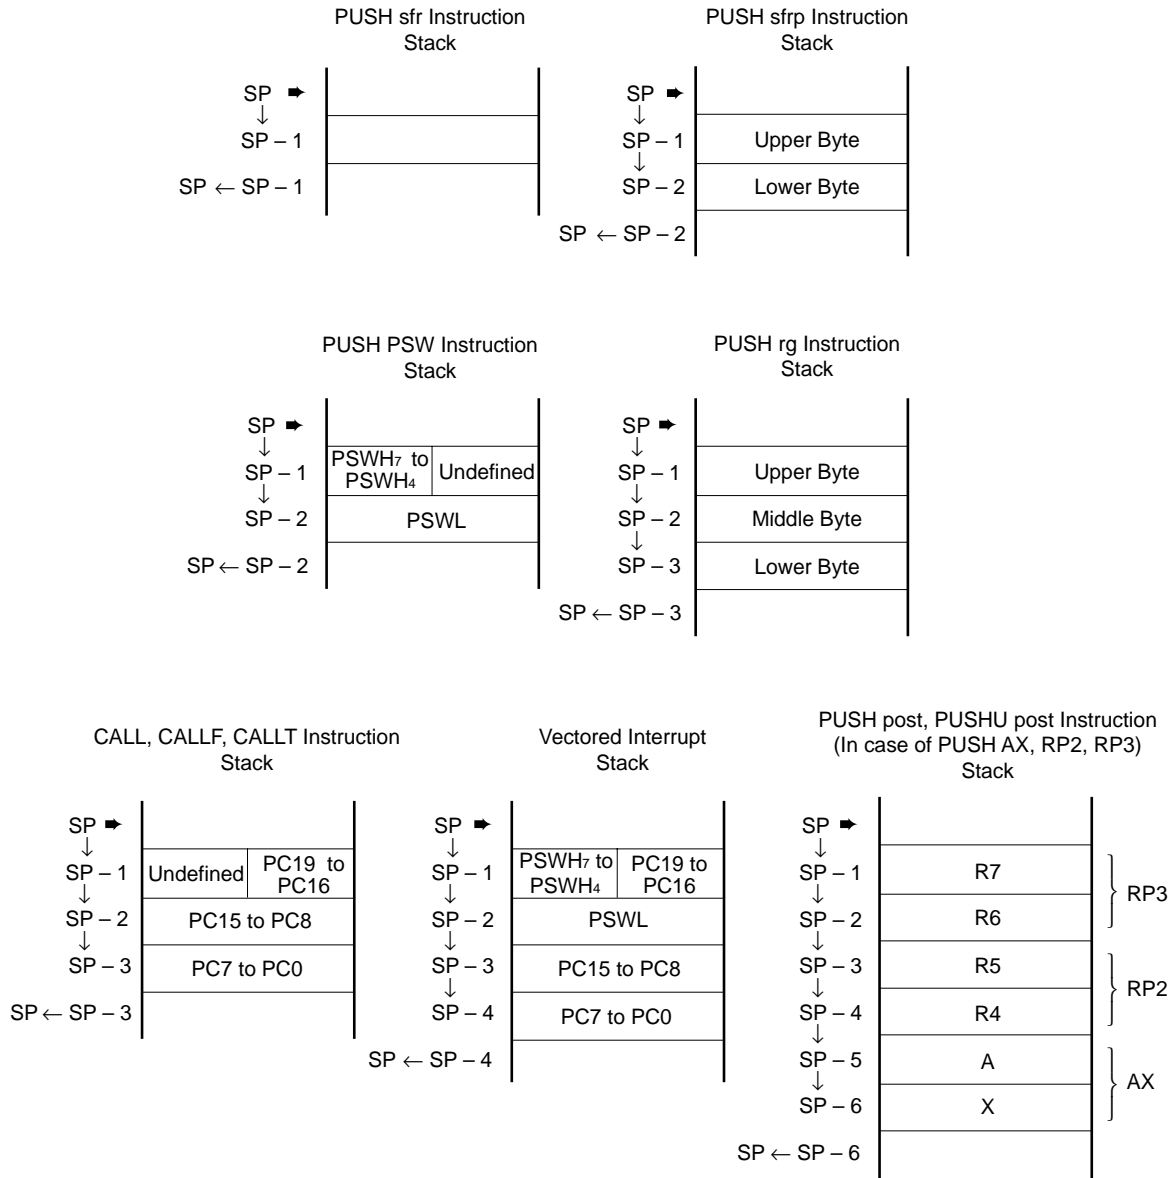 PUSH sfr Instruction
Stack
SP ➨
↓
SP – 1
SP ← SP – 1
PUSH sfrp Instruction
Stack
SP ➨
↓
SP – 1
Upper Byte
↓
SP – 2
Lower Byte
SP ← SP – 2
PUSH PSW Instruction
Stack
SP ➨
↓
SP – 1
PSWH7 to
PSWH4
Undefined
↓
SP – 2
PSWL
SP ← SP – 2
PUSH rg Instruction
Stack
SP ➨
↓
SP – 1
Upper Byte
↓
SP – 2
Middle Byte
↓
SP – 3
Lower Byte
SP ← SP – 3
CALL, CALLF, CALLT Instruction
Stack
SP ➨
↓
SP – 1
Undefined
PC19 to
PC16
↓
SP – 2
PC15 to PC8
↓
SP – 3
PC7 to PC0
SP ← SP – 3
Vectored Interrupt
Stack
SP ➨
↓
SP – 1
PSWH7 to
PSWH4
PC19 to
PC16
↓
SP – 2
PSWL
↓
SP – 3
PC15 to PC8
↓
SP – 4
PC7 to PC0
SP ← SP – 4
PUSH post, PUSHU post Instruction
(In case of PUSH AX, RP2, RP3)
Stack
SP ➨
↓
SP – 1
R7
↓
SP – 2
R6
RP3
↓
SP – 3
R5
↓
SP – 4
R4
RP2
↓
SP – 5
A
↓
SP – 6
X
AX
SP ← SP – 6